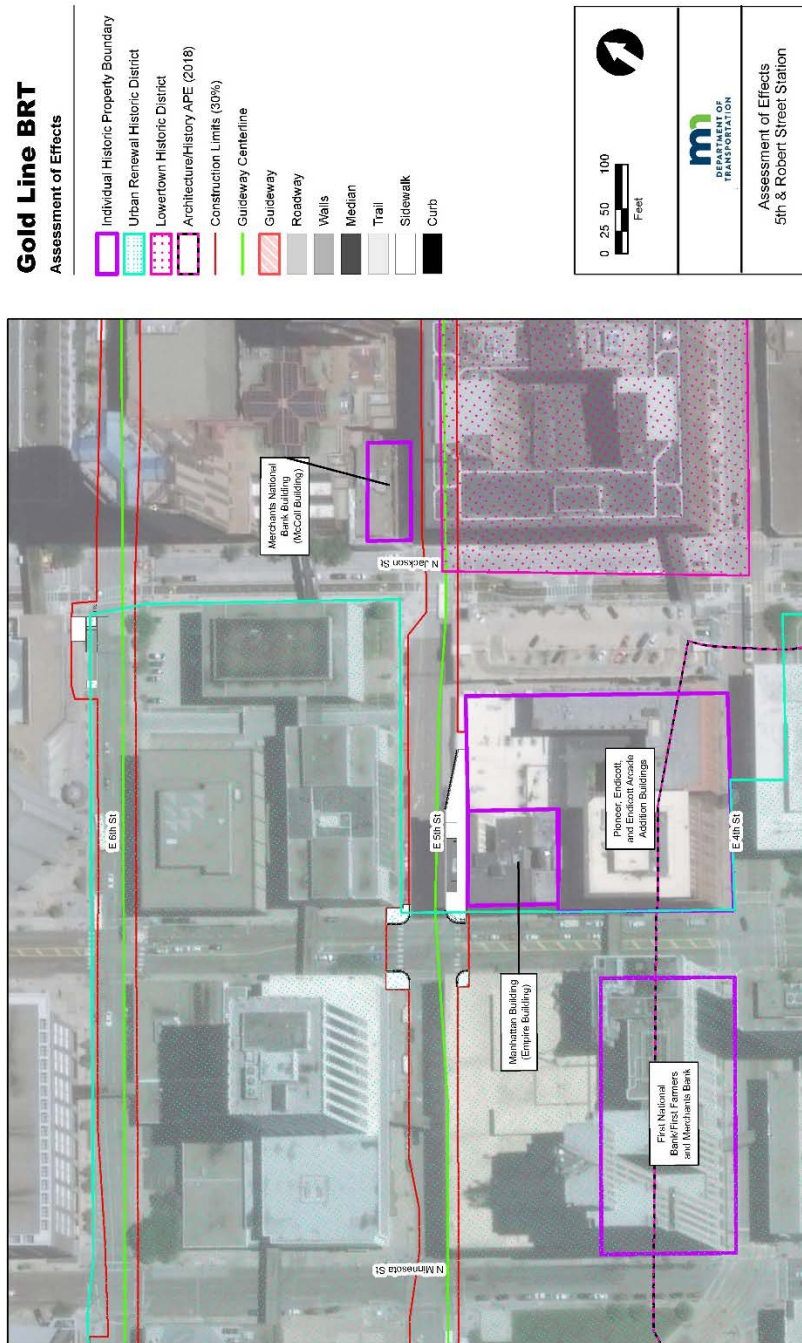 Gold Line BRT
Assessment of Effects
Individual Historic Property Boundary
Urban Renewal Historic District
Lowertown Historic District
Architecture/History APE (2018)
Construction Limits (30%)
Guideway Centerline
Guideway
Roadway
Walls
Median
Trail
Sidewalk
Curb
0 25 50 100
Feet
m
DEPARTMENT OF
TRANSPORTATION
Assessment of Effects
5th & Robert Street Station
E 6th St
Merchants National
Bank Building
(McColl Building)
N Jackson St
E 5th St
Pioneer, Endicott,
and Endicott Arcade
Addition Buildings
E 4th St
Manhattan Building
(Empire Building)
First National
Bank/First Farmers
and Merchants Bank
N Minnesota St